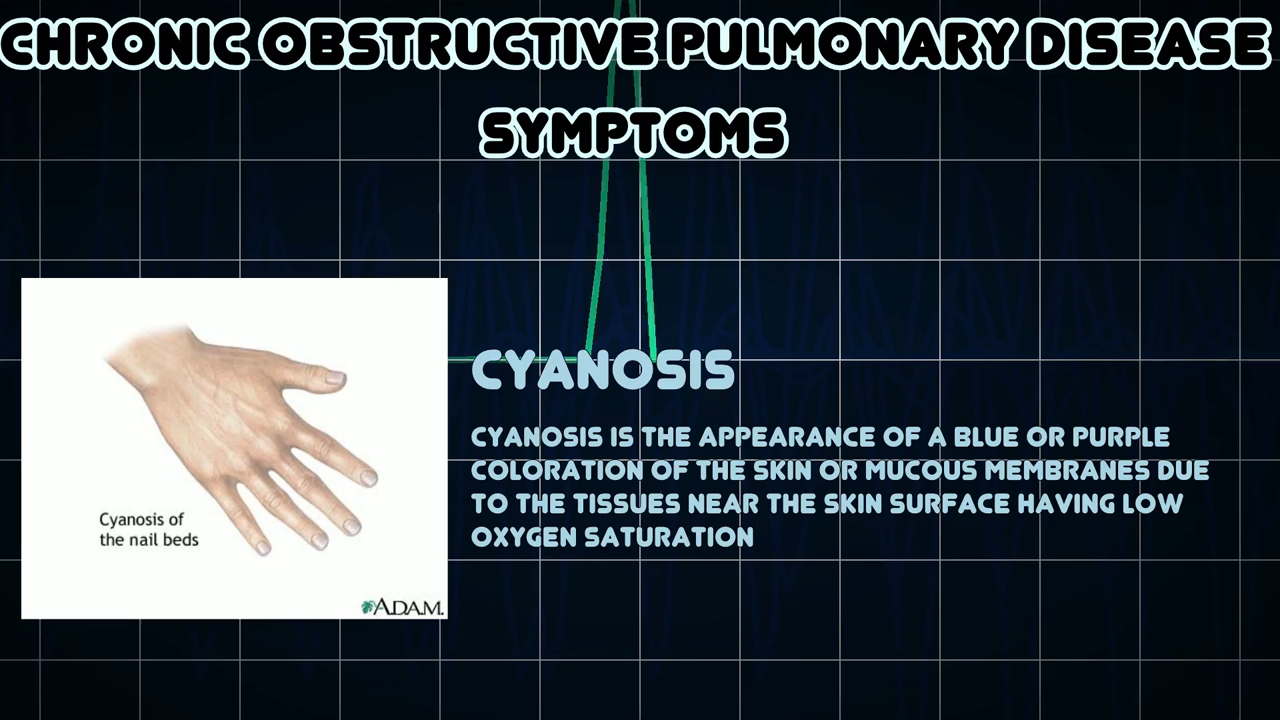 CHRONIC OBSTRUCTIVE PULMONARY DISEASE
SYMPTOMS
Cyanosis of
the nail beds
A.D.A.M.
CYANOSIS
CYANOSIS IS THE APPEARANCE OF A BLUE OR PURPLE
COLORATION OF THE SKIN OR MUCOUS MEMBRANES DUE
TO THE TISSUES NEAR THE SKIN SURFACE HAVING LOW
OXYGEN SATURATION